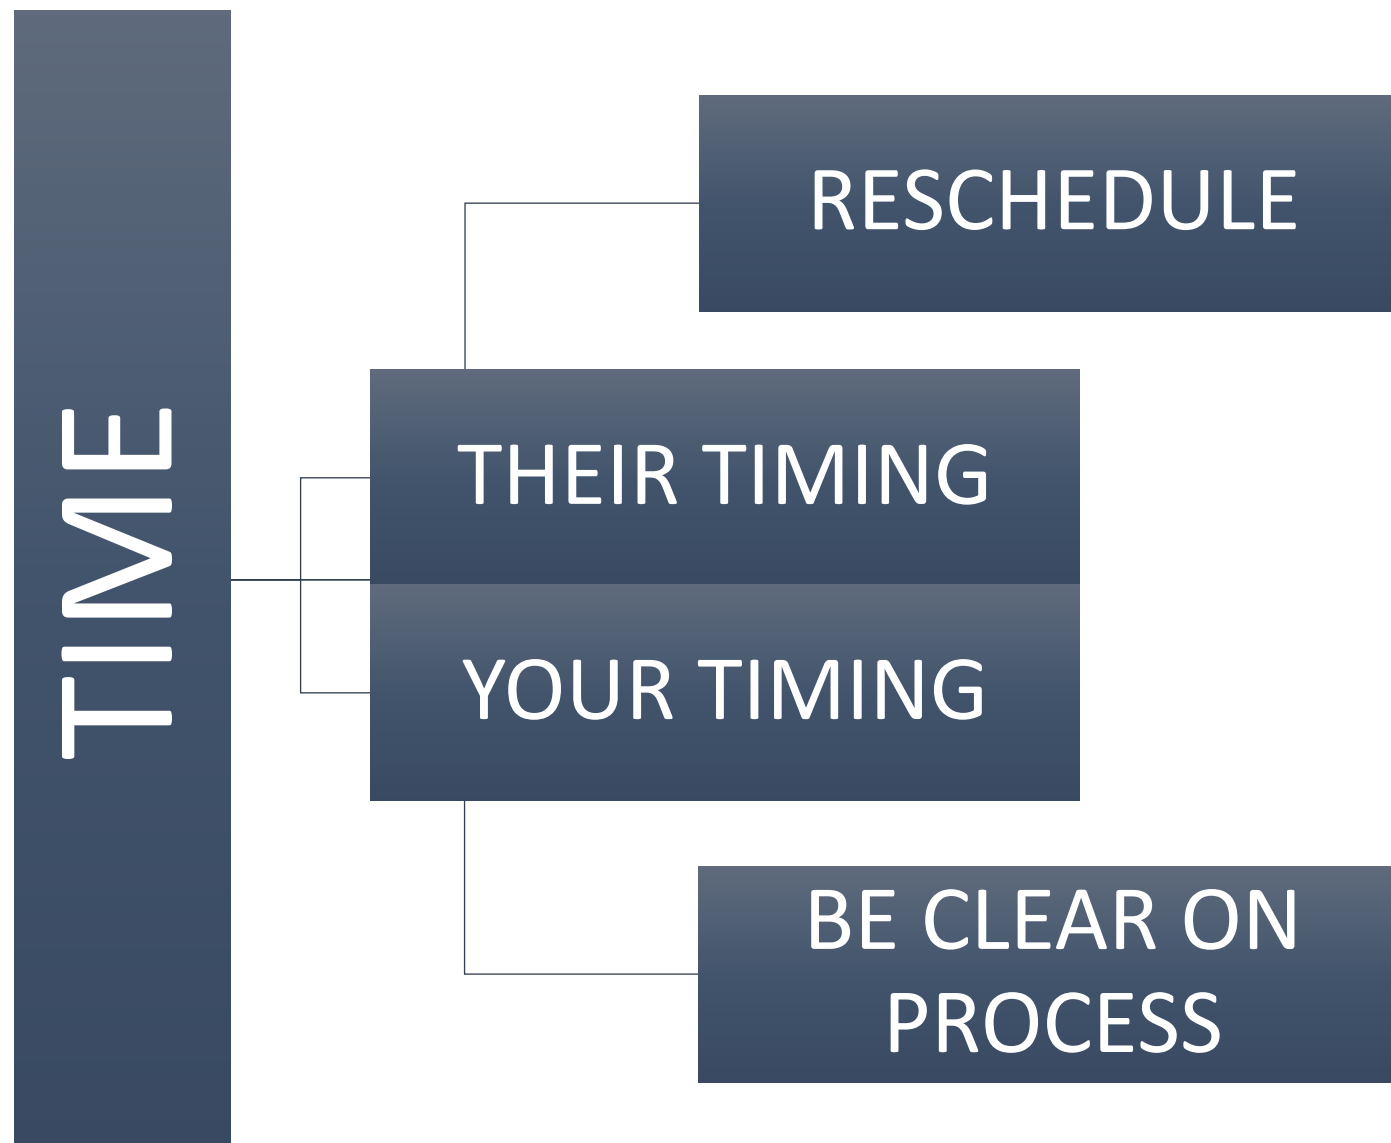 TIME
RESCHEDULE
THEIR TIMING
YOUR TIMING
BE CLEAR ON
PROCESS